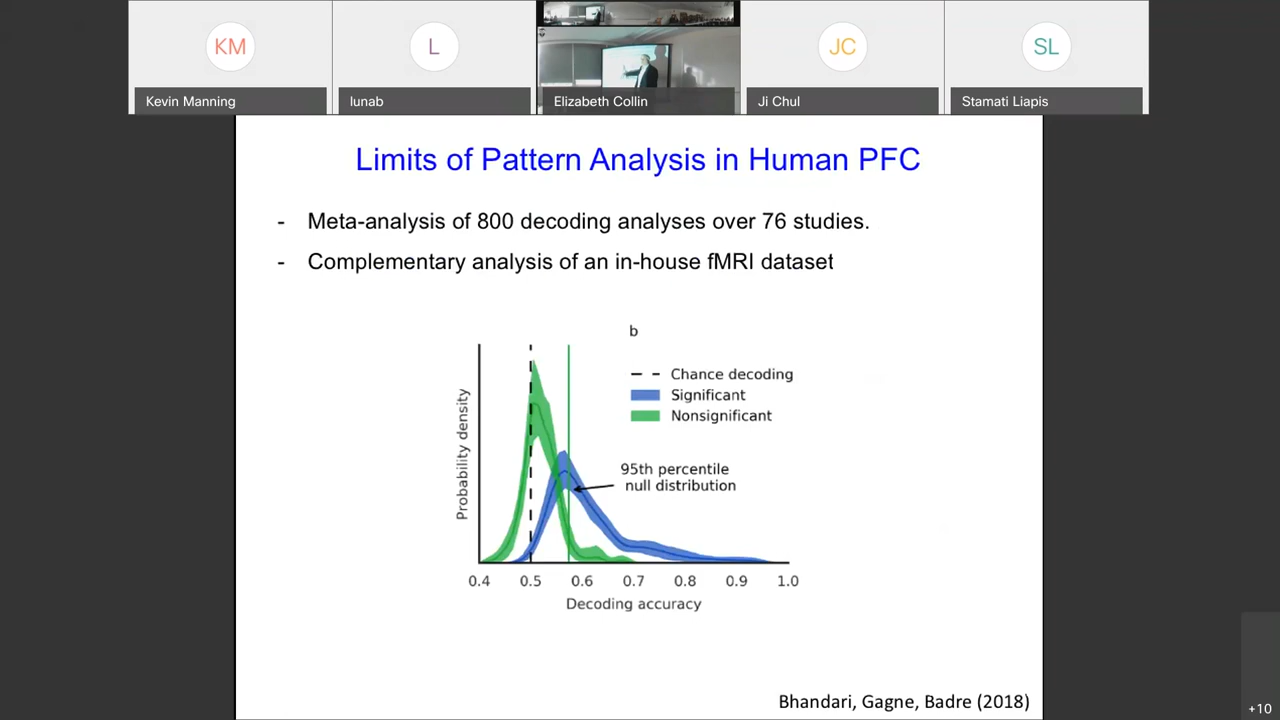 KM
L
JC
SL
Kevin Manning
lunab
Elizabeth Collin
Ji Chul
Stamati Liapis
Limits of Pattern Analysis in Human PFC
- Meta-analysis of 800 decoding analyses over 76 studies.
- Complementary analysis of an in-house fMRI dataset
b
Chance decoding
Significant
Nonsignificant
95th percentile
null distribution
Probability density
0.4 0.5 0.6 0.7 0.8 0.9 1.0
Decoding accuracy
Bhandari, Gagne, Badre (2018)
+10